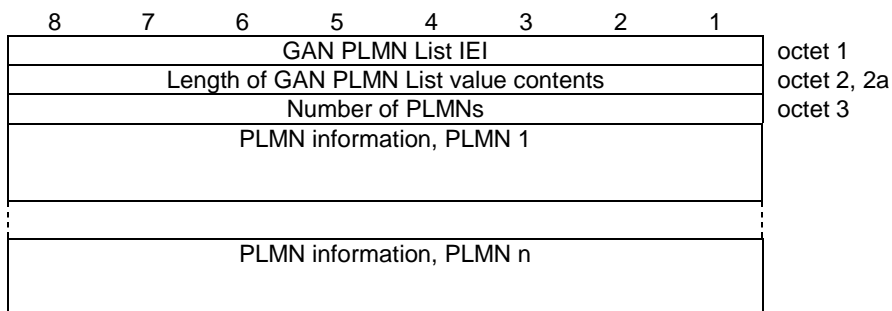 8 7 6 5 4 3 2 1
GAN PLMN List IEI octet 1
Length of GAN PLMN List value contents octet 2, 2a
Number of PLMNs octet 3
PLMN information, PLMN 1
PLMN information, PLMN n